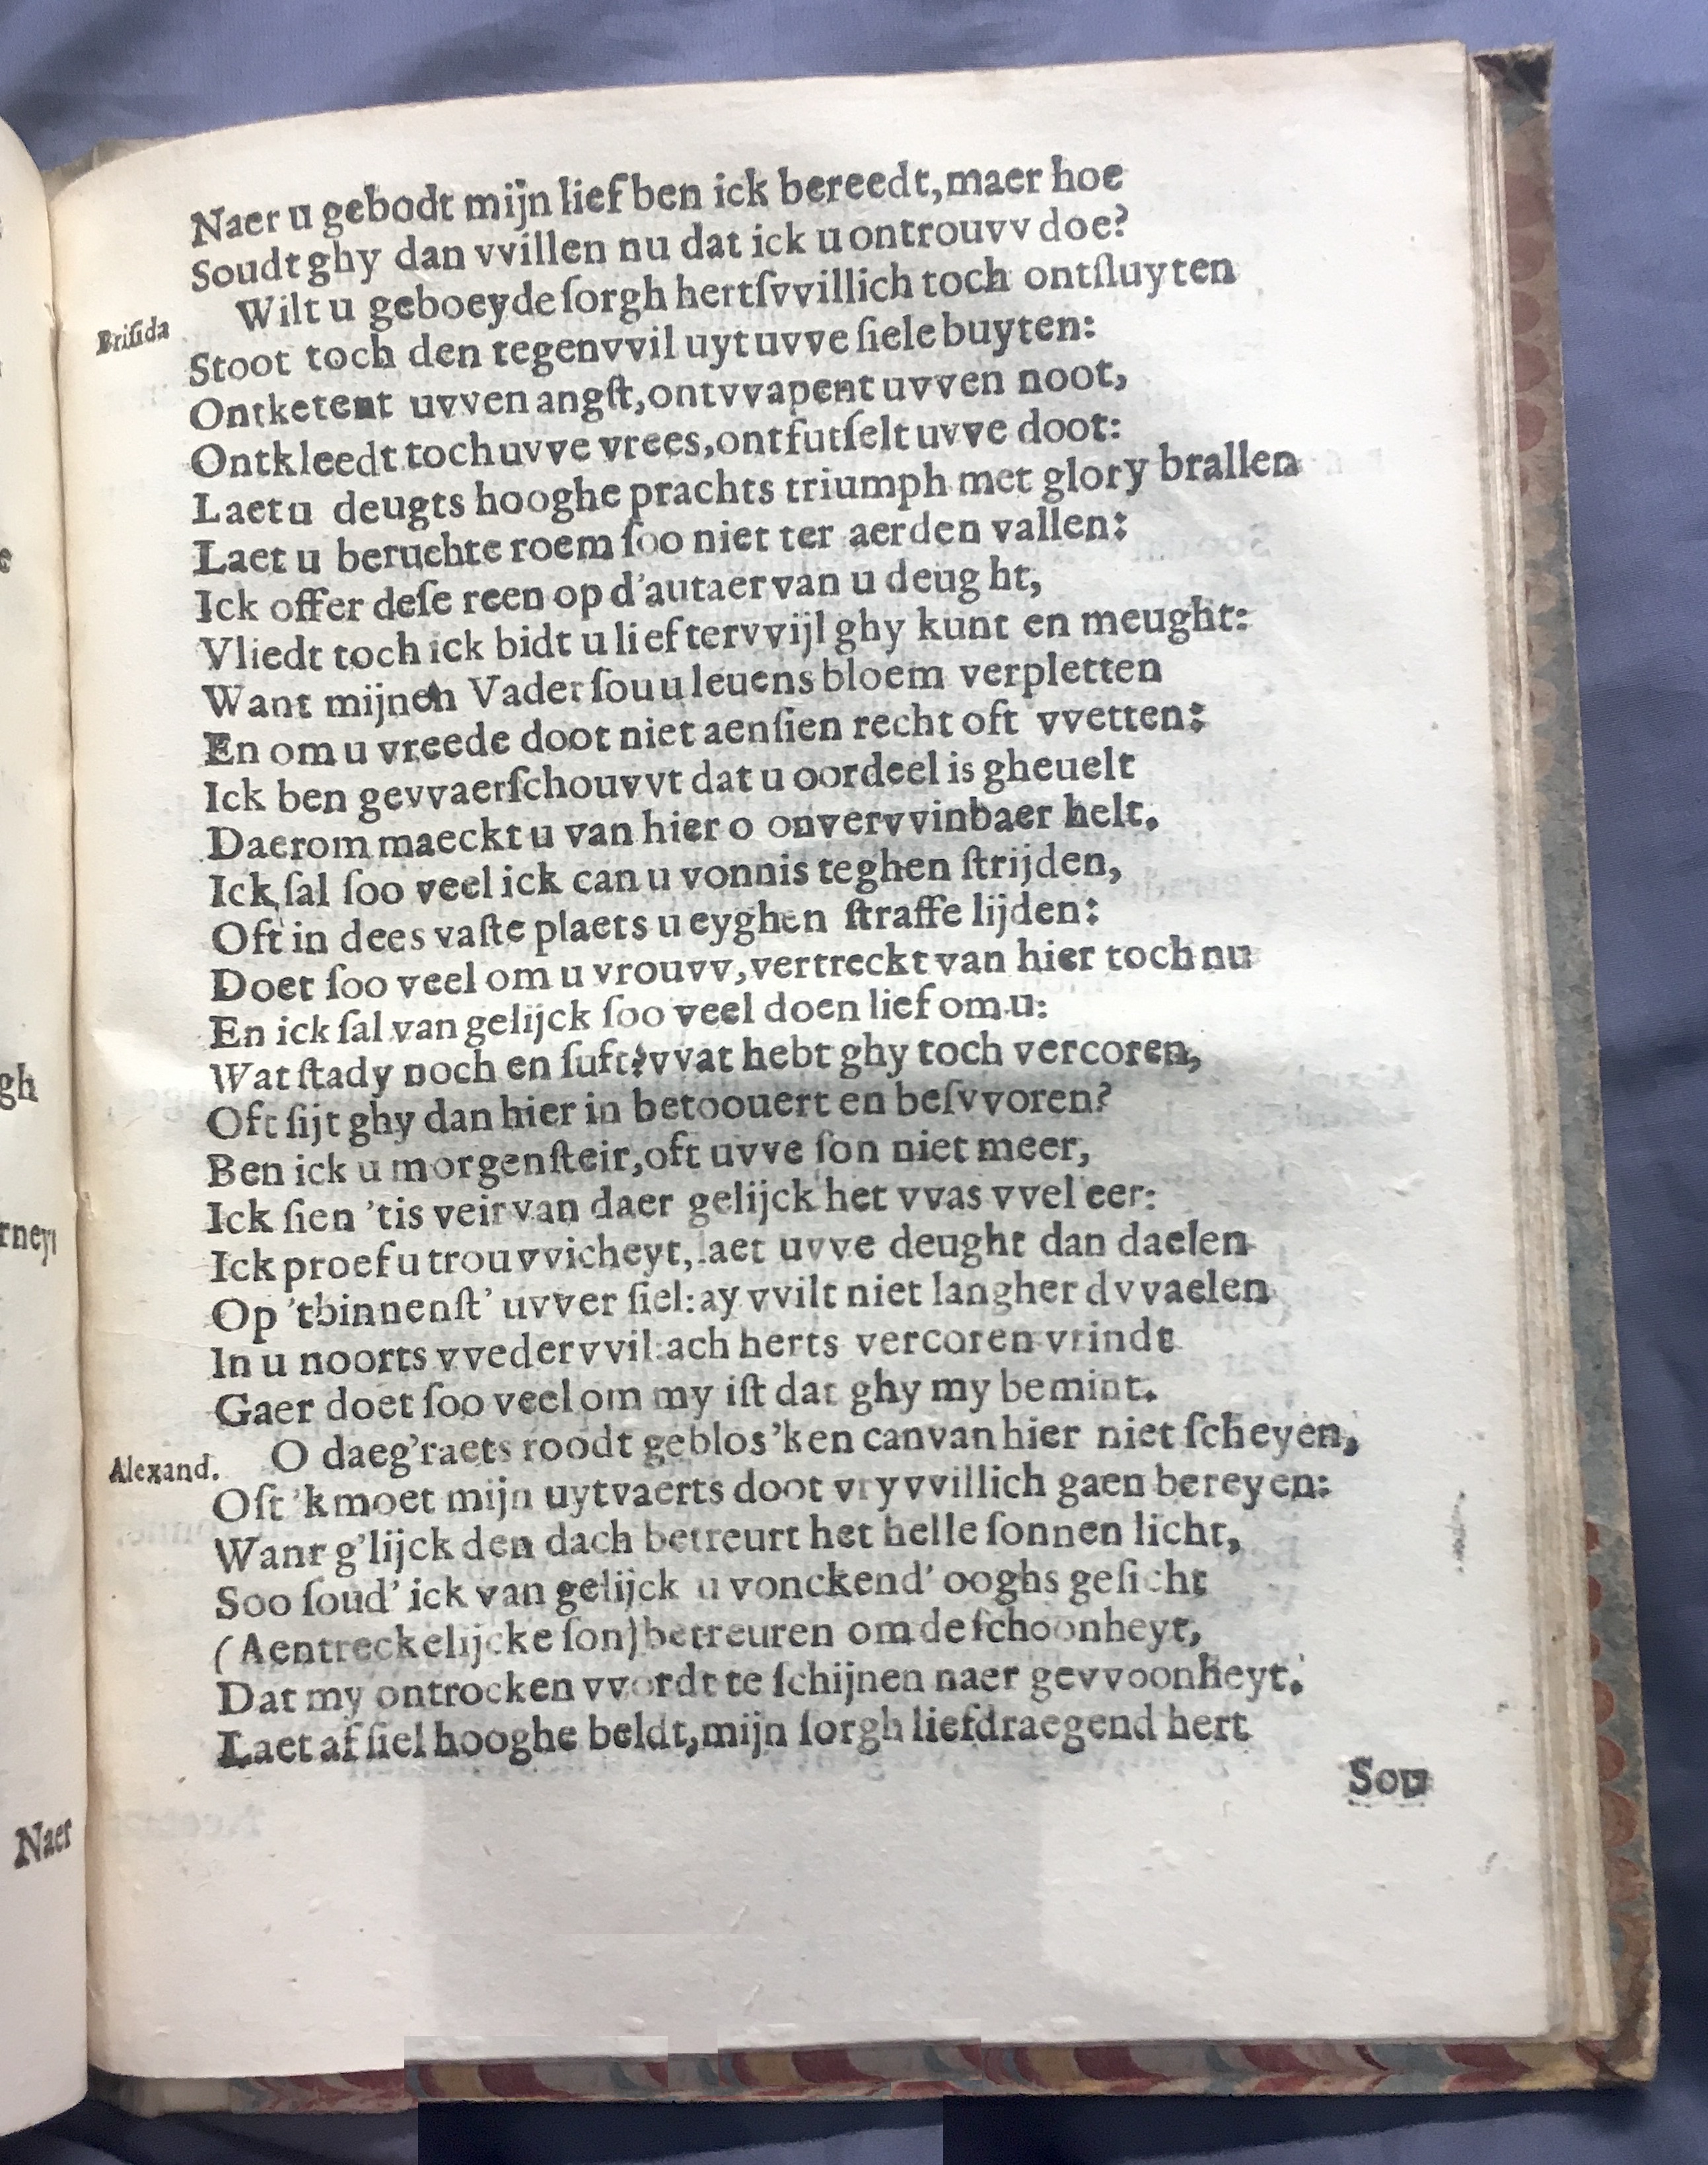 Naer u gebodt mijn lief ben ick bereedt, maer hoe
Soudt ghy dan vvillen nu dat ick u ontrouvv doe?
Briſida Wilt u geboeyde ſorgh hertſvvillich toch ontſluyten
Stoot toch den tegenvvil uyt uvve ſiele buyten:
Ontketent uvven angſt, ontvvapent uvven noot,
Ontkleedt toch uvve vrees, ontfutſelt uvve doot:
Laet u deugts hooghe prachts triumph met glory brallen
Laet u beruchte roem ſoo niet ter aerden vallen:
Ick offer deſe reen op d'autaer van u deught,
Vliedt toch ick bidt u lief tervvijl ghy kunt en meught:
Want mijnen Vader ſou u leuens bloem verpletten
En om u vreede doot niet aenſien recht oft vvetten:
Ick ben gevvaerſchouvvt dat u oordeel is gheuelt
Daerom maeckt u van hier o onvervvinbaer helt.
Ick ſal ſoo veel ick can u vonnis teghen ſtrijden,
Oft in dees vaſte plaets u eyghen ſtraffe lijden:
Doet ſoo veel om u vrouvv, vertreckt van hier toch nu
En ick ſal van gelijck ſoo veel doen lief om u:
Wat ſtady noch en ſuft? vvat hebt ghy toch vercoren,
Oft ſijt ghy dan hier in betoouert en beſvvoren?
Ben ick u morgenſteir, oft uvve ſon niet meer,
Ick ſien 'tis veir van daer gelijck het vvas vvel eer:
Ick proef u trouvvicheyt, laet uvve deught dan daelen
Op 'tbinnenſt' uvver ſiel: ay vvilt niet langher dvvaelen
In u noorts vvedervvil: ach herts vercoren vrindt
Gaer doet ſoo veel om my iſt dat ghy my bemint.
Alexand. O daeg'raets roodt geblos 'ken can van hier niet ſcheyen,
Oft 'k moet mijn uytvaerts doot vryvvillich gaen bereyen:
Want g'lijck den dach betreurt het helle ſonnen licht,
Soo ſoud' ick van gelijck u vonckend' ooghs geſicht
(Aentreckelijcke ſon) betreuren om de ſchoonheyt,
Dat my ontrocken vvordt te ſchijnen naer gevvoonheyt.
Laet af ſiel hooghe beldt, mijn ſorgh liefdraegend hert
Sou
gh
rneyt
Naer